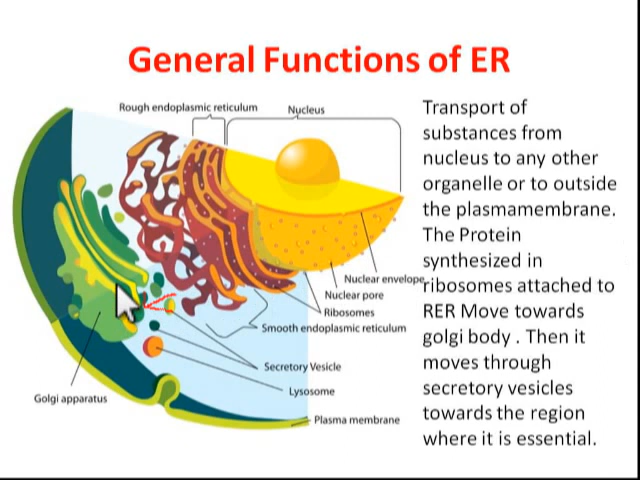 General Functions of ER
Rough endoplasmic reticulum
Nucleus
Nuclear envelope
Nuclear pore
Ribosomes
Smooth endoplasmic reticulum
Secretory Vesicle
Lysosome
Golgi apparatus
Plasma membrane
Transport of
substances from
nucleus to any other
organelle or to outside
the plasmamembrane.
The Protein
synthesized in
ribosomes attached to
RER Move towards
golgi body . Then it
moves through
secretory vesicles
towards the region
where it is essential.